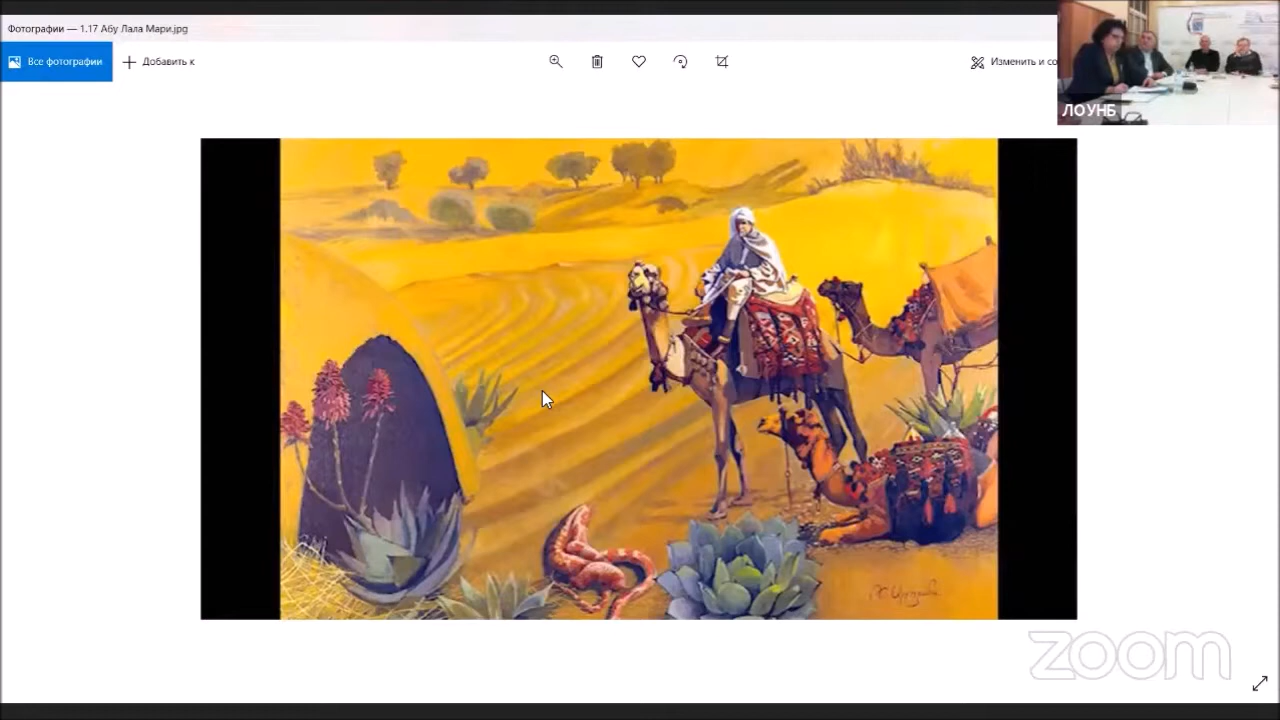 Фотографии — 1.17 Абу Лала Мари.jpg
Все фотографии
Добавить к
Изменить и со
ЛОУНБ
zoom